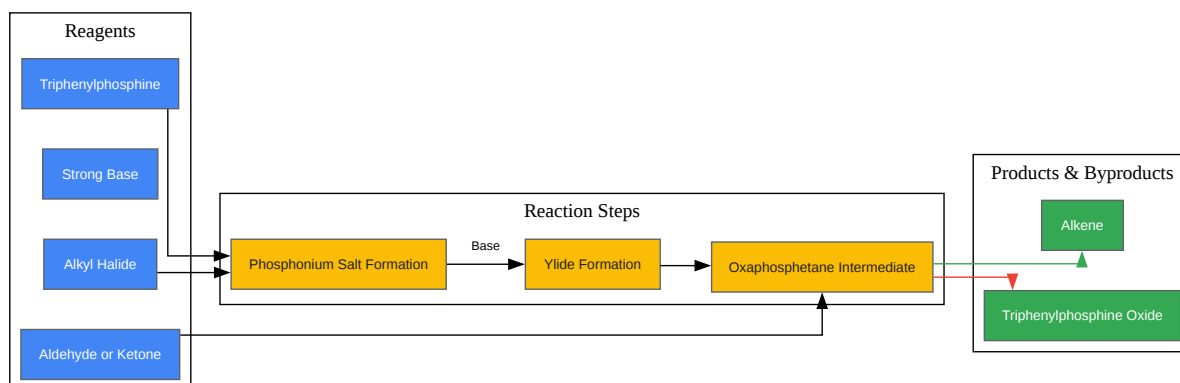 Reagents
Triphenylphosphine
Strong Base
Alkyl Halide
Aldehyde or Ketone
Reaction Steps
Phosphonium Salt Formation
Base
Ylide Formation
Oxaphosphetane Intermediate
Products & Byproducts
Alkene
Triphenylphosphine Oxide